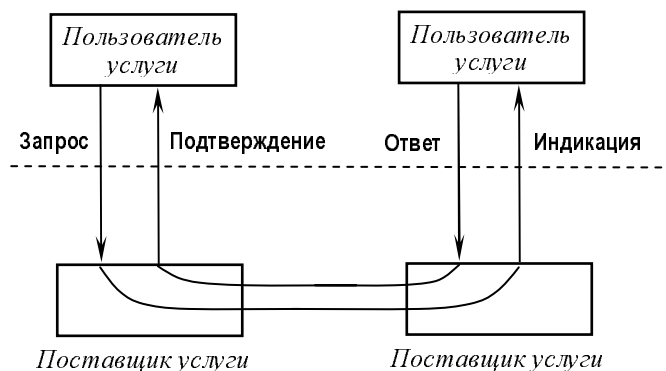 Пользователь
услуги
Пользователь
услуги
Запрос
Подтверждение
Ответ
Индикация
Поставщик услуги
Поставщик услуги